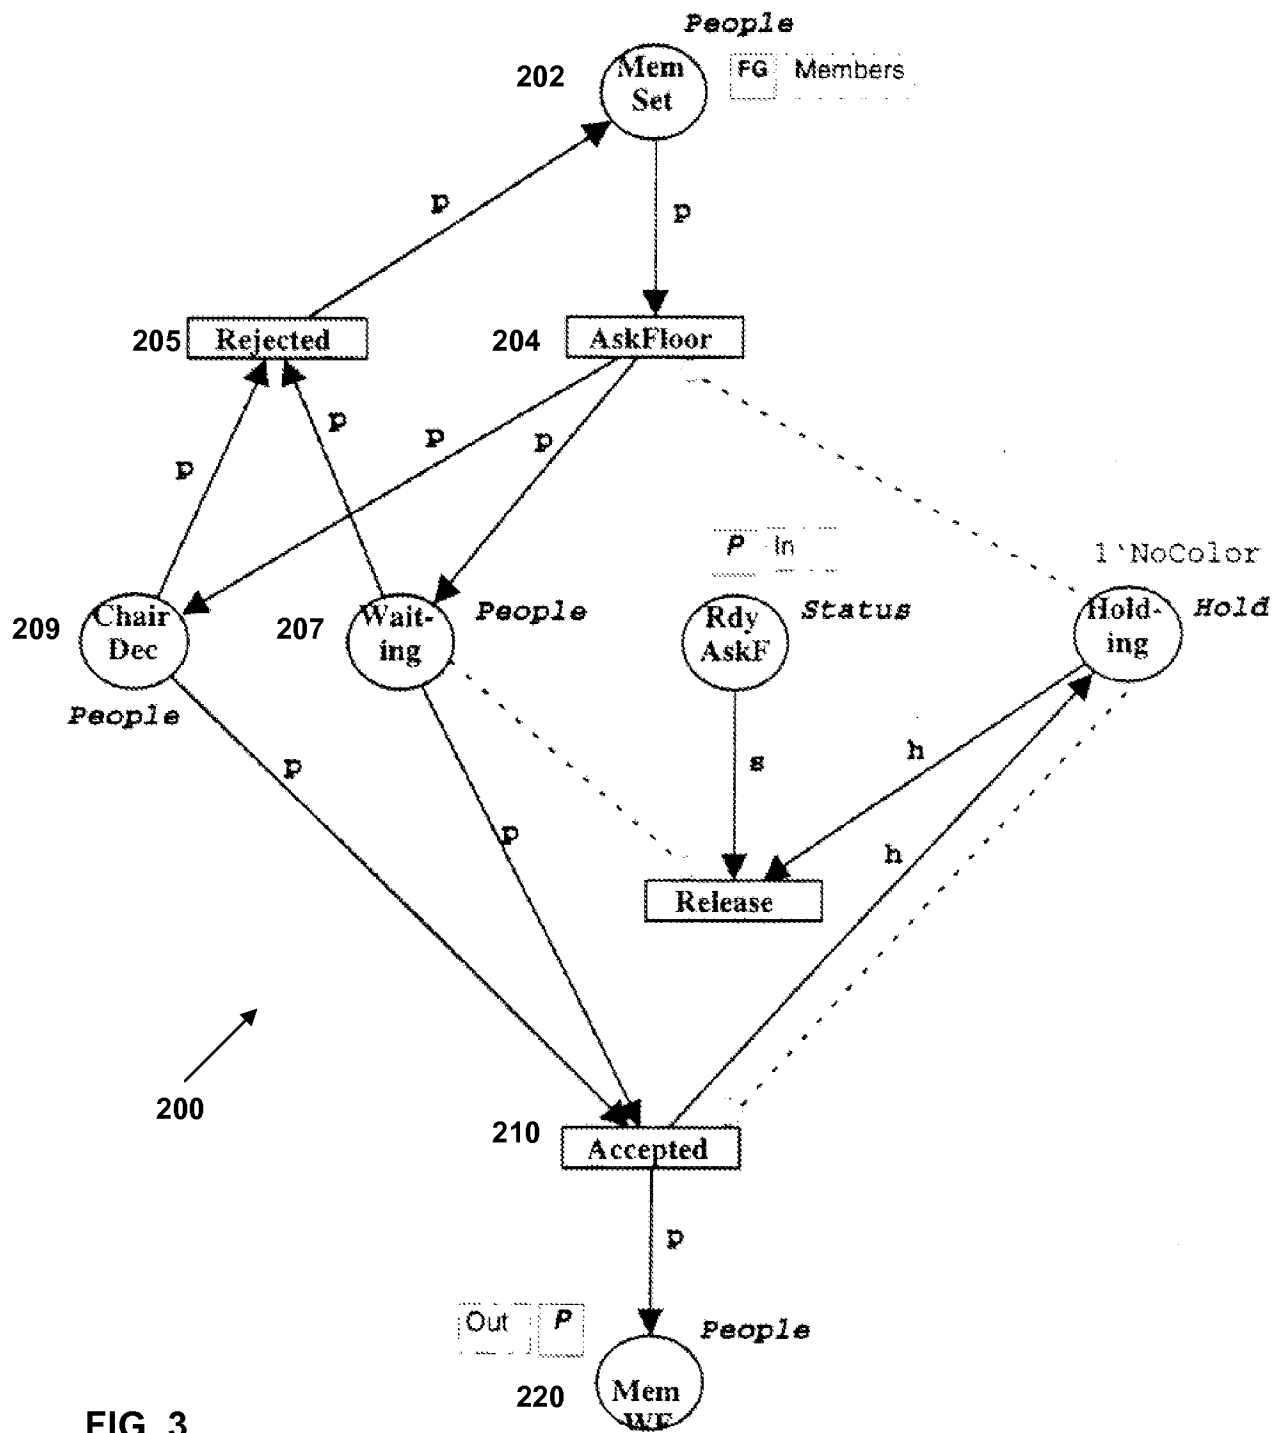 People
202
Mem
Set
FG Members
p
p
205
Rejected
204
AskFloor
p
p
p
p
P In
1`NoColor
209
Chair
Dec
207
Wait-
ing
People
Rdy
AskF
Status
Hold-
ing
Hold
People
p
s
h
p
h
Release
200
210
Accepted
p
Out P
People
220
Mem
WF
FIG. 3